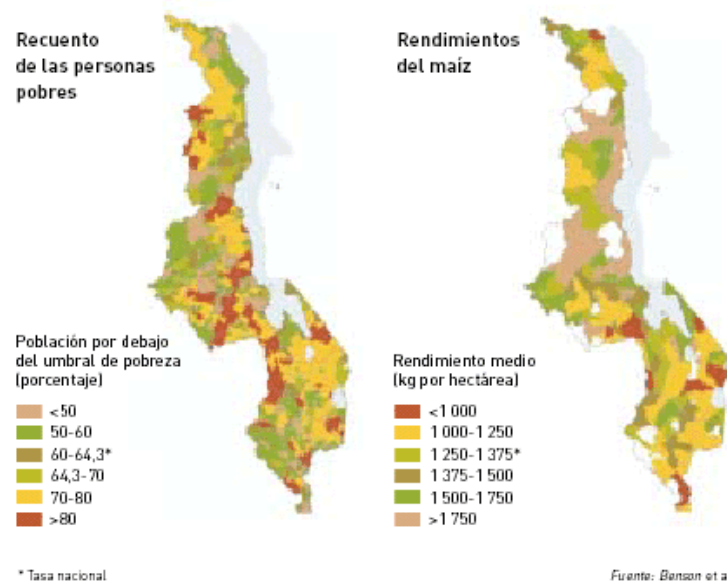 Recuento
de las personas
pobres
Población por debajo
del umbral de pobreza
(porcentaje)
<50
50-60
60-64,3*
64,3-70
70-80
>80
* Tasa nacional
Rendimientos
del maíz
Rendimiento medio
(kg por hectárea)
<1 000
1 000-1 250
1 250-1 375*
1 375-1 500
1 500-1 750
>1 750
Fuente: Benson et a